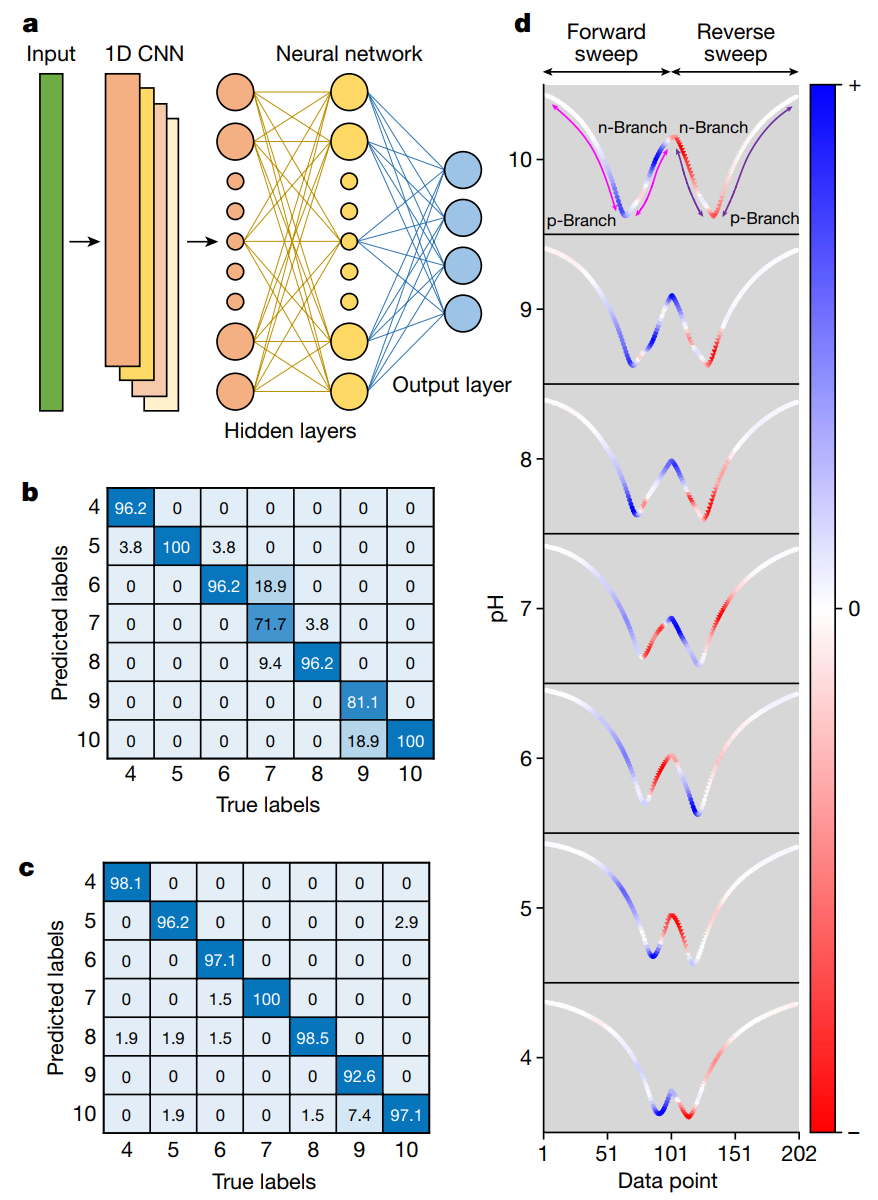 a
Input
1D CNN
Neural network
Output layer
Hidden layers
b
Predicted labels
4 96.2 0 0 0 0 0 0
5 3.8 100 3.8 0 0 0 0
6 0 0 96.2 18.9 0 0 0
7 0 0 0 71.7 3.8 0 0
8 0 0 0 9.4 96.2 0 0
9 0 0 0 0 0 81.1 0
10 0 0 0 0 0 18.9 100
4 5 6 7 8 9 10
True labels
c
Predicted labels
4 98.1 0 0 0 0 0 0
5 0 96.2 0 0 0 0 2.9
6 0 0 97.1 0 0 0 0
7 0 0 1.5 100 0 0 0
8 1.9 1.9 1.5 0 98.5 0 0
9 0 0 0 0 0 92.6 0
10 0 1.9 0 0 1.5 7.4 97.1
4 5 6 7 8 9 10
True labels
d
Forward
sweep
Reverse
sweep
n-Branch
n-Branch
p-Branch
p-Branch
pH
10
9
8
7
6
5
4
1 51 101 151 202
Data point
+
0
−